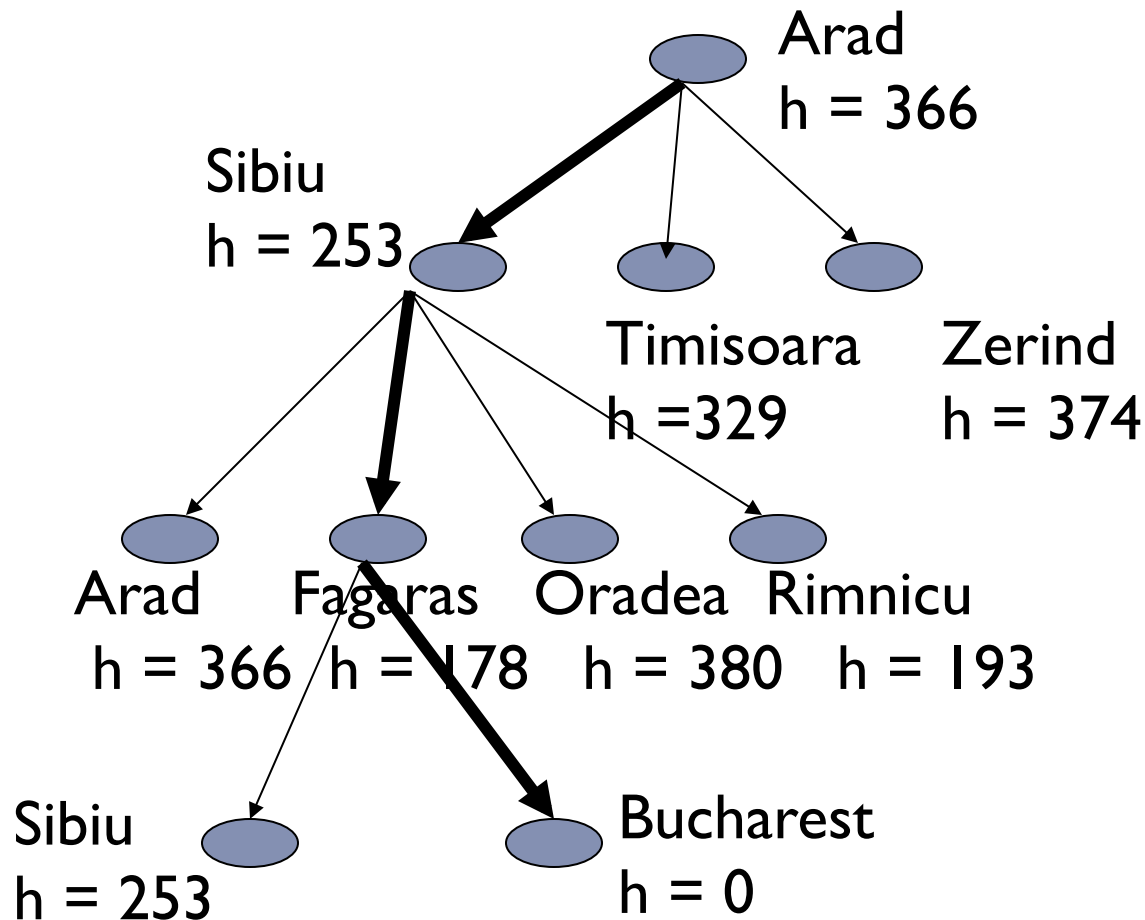 Arad
h = 366
Sibiu
h = 253
Timisoara
h =329
Zerind
h = 374
Arad
h = 366
Fagaras
h = 178
Oradea
h = 380
Rimnicu
h = 193
Sibiu
h = 253
Bucharest
h = 0